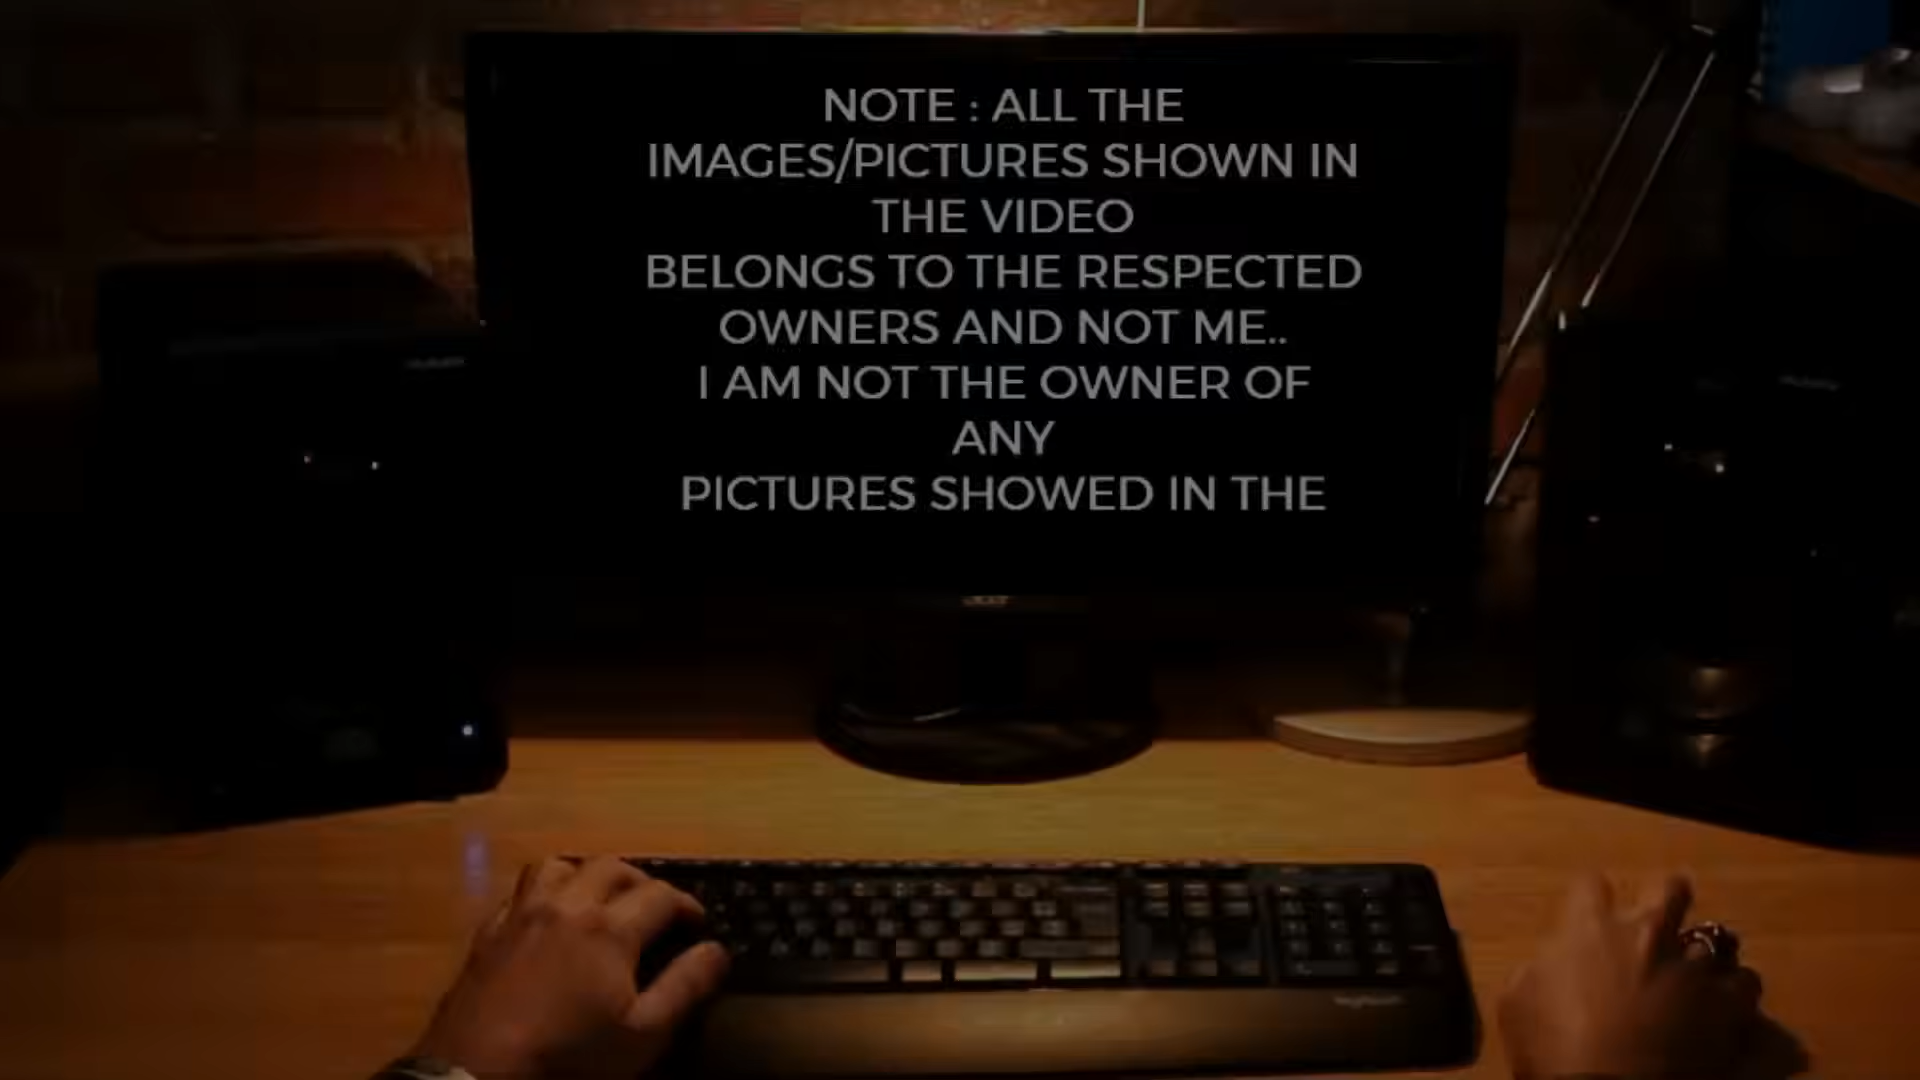 NOTE : ALL THE
IMAGES/PICTURES SHOWN IN
THE VIDEO
BELONGS TO THE RESPECTED
OWNERS AND NOT ME..
I AM NOT THE OWNER OF
ANY
PICTURES SHOWED IN THE
acer